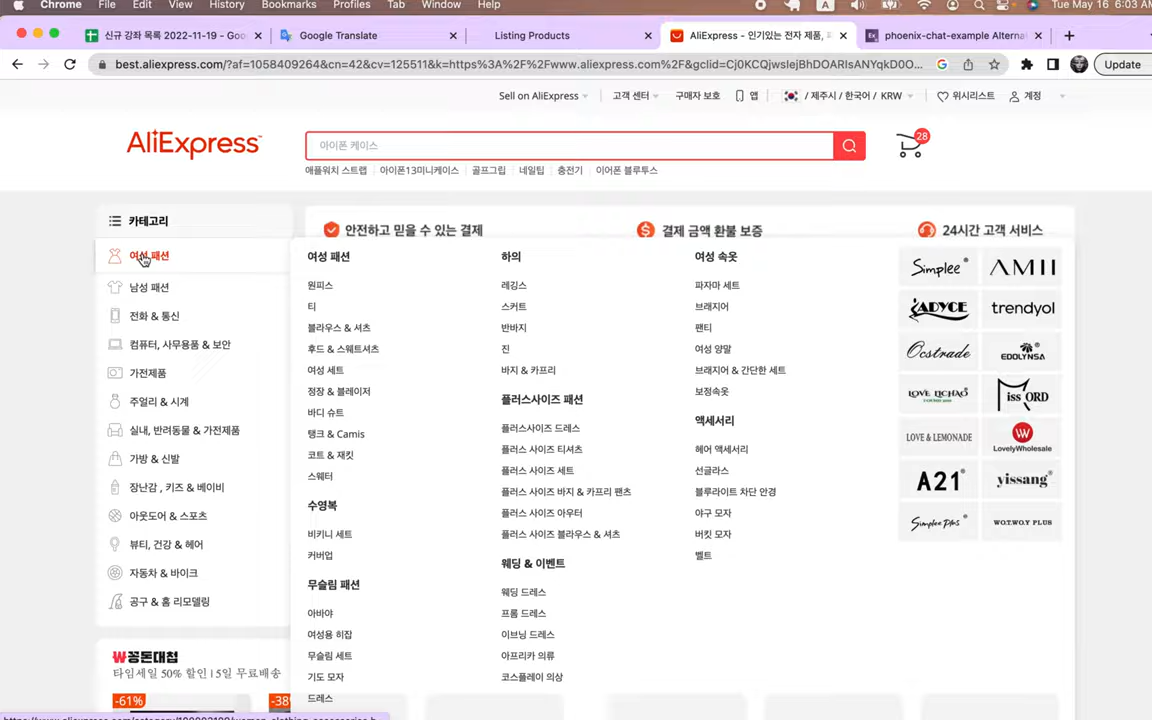 Chrome File Edit View History Bookmarks Profiles Tab Window Help
A Tue May 16 6:03 AM
신규 강좌 목록 2022-11-19 - Goo
Google Translate
Listing Products
AliExpress - 인기있는 전자 제품,
phoenix-chat-example Alterna
best.aliexpress.com/?af=1058409264&cn=42&cv=125511&k=https%3A%2F%2Fwww.aliexpress.com%2F&gclid=Cj0KCQjwsIejBhDOARIsANYqkD0O...
Update
Sell on AliExpress
고객 센터
구매자 보호
앱
/ 제주시 / 한국어 / KRW
위시리스트
계정
AliExpress
아이폰 케이스
28
애플워치 스트랩
아이폰13미니케이스
골프그립
네일팁
충전기
이어폰 블루투스
카테고리
여성 패션
남성 패션
전화 & 통신
컴퓨터, 사무용품 & 보안
가전제품
주얼리 & 시계
실내, 반려동물 & 가전제품
가방 & 신발
장난감 , 키즈 & 베이비
아웃도어 & 스포츠
뷰티, 건강 & 헤어
자동차 & 바이크
공구 & 홈 리모델링
안전하고 믿을 수 있는 결제
결제 금액 환불 보증
24시간 고객 서비스
여성 패션
원피스
티
블라우스 & 셔츠
후드 & 스웨트셔츠
여성 세트
정장 & 블레이저
바디 슈트
탱크 & Camis
코트 & 재킷
스웨터
수영복
비키니 세트
커버업
무슬림 패션
아바야
여성용 히잡
무슬림 세트
기도 모자
드레스
하의
레깅스
스커트
반바지
진
바지 & 카프리
플러스사이즈 패션
플러스사이즈 드레스
플러스 사이즈 티셔츠
플러스 사이즈 세트
플러스 사이즈 바지 & 카프리 팬츠
플러스 사이즈 아우터
플러스 사이즈 블라우스 & 셔츠
웨딩 & 이벤트
웨딩 드레스
프롬 드레스
이브닝 드레스
아프리카 의류
코스플레이 의상
여성 속옷
파자마 세트
브래지어
팬티
여성 양말
브래지어 & 간단한 세트
보정속옷
액세서리
헤어 액세서리
선글라스
블루라이트 차단 안경
야구 모자
버킷 모자
벨트
Simplee
AMII
ADYCE
trendyol
Ocstrade
EDDLYNSA
LOVE LICHAO
Miss ORD
LOVE & LEMONADE
LovelyWholesale
A21
yissang
Simplee Plus
W.O.T.W.O.Y PLUS
₩꽁돈대첩
타임세일 50% 할인 | 5일 무료배송
-61%
-38